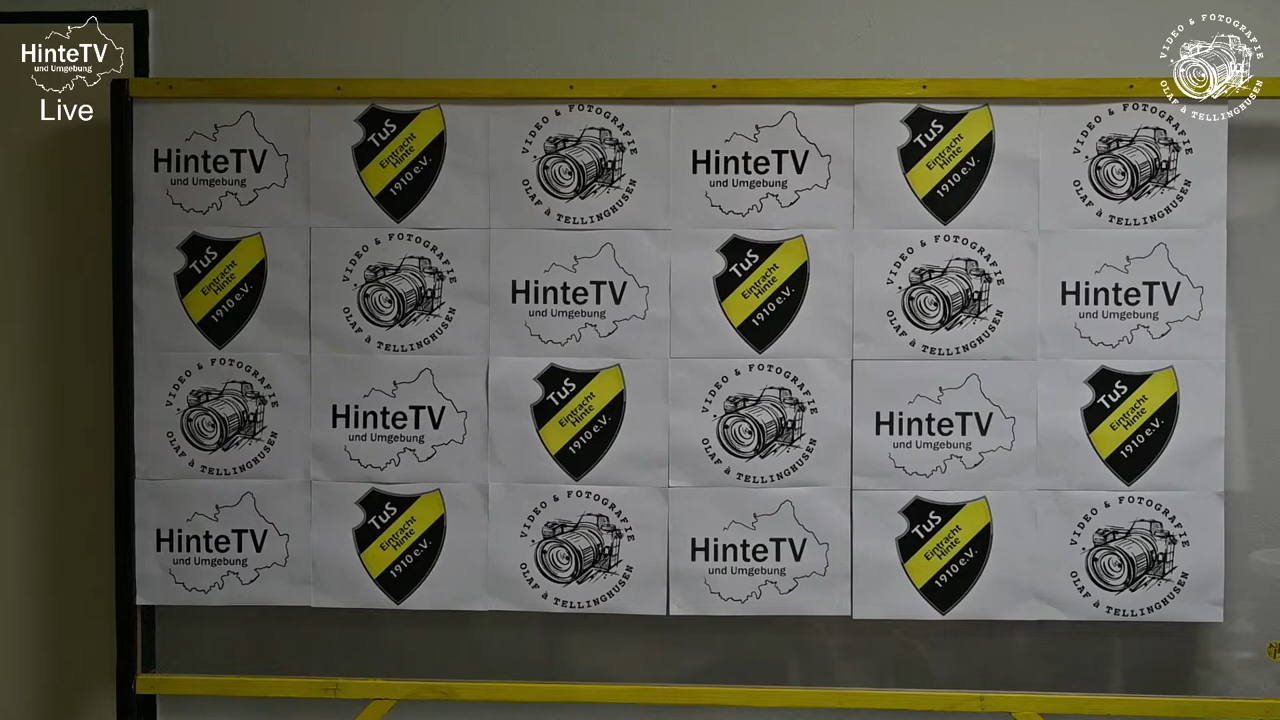 HinteTV
und Umgebung
Live
VIDEO & FOTOGRAFIE
OLAF à TELLINGHUSEN
HinteTV
und Umgebung
TuS
Eintracht
Hinte
1910 e.V.
VIDEO & FOTOGRAFIE
OLAF à TELLINGHUSEN
HinteTV
und Umgebung
TuS
Eintracht
Hinte
1910 e.V.
VIDEO & FOTOGRAFIE
OLAF à TELLINGHUSEN
TuS
Eintracht
Hinte
1910 e.V.
VIDEO & FOTOGRAFIE
OLAF à TELLINGHUSEN
HinteTV
und Umgebung
TuS
Eintracht
Hinte
1910 e.V.
VIDEO & FOTOGRAFIE
OLAF à TELLINGHUSEN
HinteTV
und Umgebung
VIDEO & FOTOGRAFIE
OLAF à TELLINGHUSEN
HinteTV
und Umgebung
TuS
Eintracht
Hinte
1910 e.V.
VIDEO & FOTOGRAFIE
OLAF à TELLINGHUSEN
HinteTV
und Umgebung
TuS
Eintracht
Hinte
1910 e.V.
HinteTV
und Umgebung
TuS
Eintracht
Hinte
1910 e.V.
VIDEO & FOTOGRAFIE
OLAF à TELLINGHUSEN
HinteTV
und Umgebung
TuS
Eintracht
Hinte
1910 e.V.
VIDEO & FOTOGRAFIE
OLAF à TELLINGHUSEN